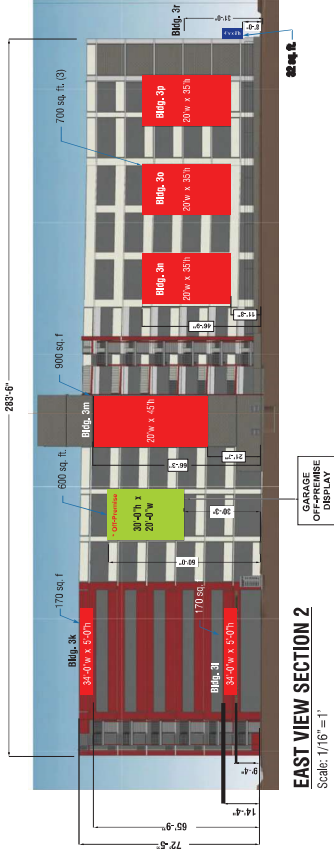 283'-6"
Bldg. 3k
170 sq. f
34'-0"w x 5'-0"h
Bldg. 3l
170 sq.
34'-0"w x 5'-0"h
72'-5"
65'-9"
14'-4"
9'-4"
600 sq. ft.
* Off-Premise
30'-0"h x
20'-0"w
60'-0"
30'-3"
GARAGE
OFF-PREMISE
DISPLAY
900 sq. f
Bldg. 3m
20'w x 45'h
66'-3"
21'-3"
700 sq. ft. (3)
Bldg. 3n
20'w x 35'h
Bldg. 3o
20'w x 35'h
Bldg. 3p
20'w x 35'h
46'-9"
11'-9"
Bldg. 3r
31'-0"
8'-0"
32 sq. ft.
EAST VIEW SECTION 2
Scale: 1/16" = 1'